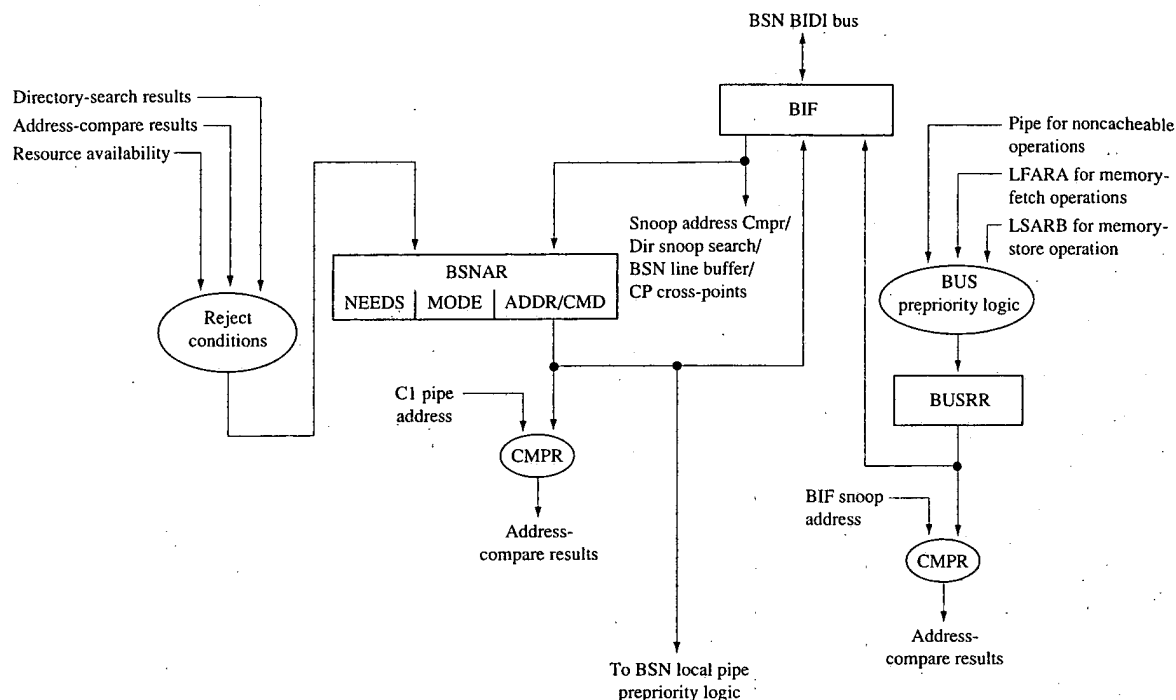 BSN BIDI bus
BIF
Directory-search results
Address-compare results
Resource availability
Pipe for noncacheable
operations
LFARA for memory-
fetch operations
LSARB for memory-
store operation
Snoop address Cmpr/
Dir snoop search/
BSN line buffer/
CP cross-points
BSNAR
NEEDS MODE ADDR/CMD
Reject
conditions
BUS
prepriority logic
BUSRR
C1 pipe
address
CMPR
Address-
compare results
BIF snoop
address
CMPR
Address-
compare results
To BSN local pipe
prepriority logic